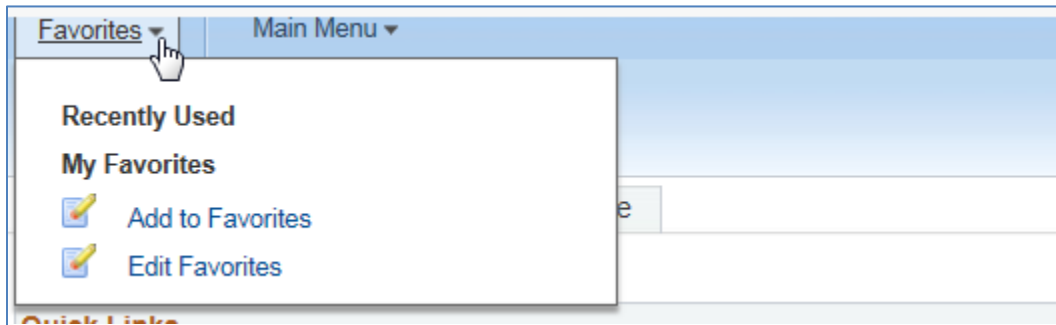 Favorites Main Menu
Recently Used
My Favorites
Add to Favorites
e
Edit Favorites
Quick Links